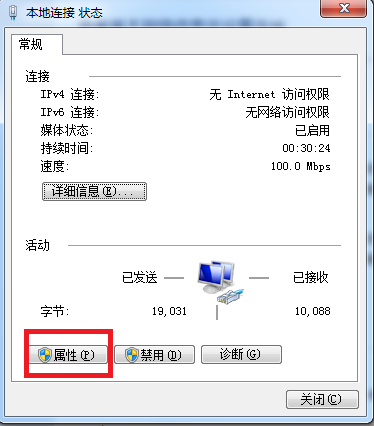 本地连接 状态
常规
连接
IPv4 连接: 无 Internet 访问权限
IPv6 连接: 无网络访问权限
媒体状态: 已启用
持续时间: 00:30:24
速度: 100.0 Mbps
详细信息(E)...
活动
已发送 — — 已接收
字节: 19,031 | 10,088
属性(P) 禁用(D) 诊断(G)
关闭(C)